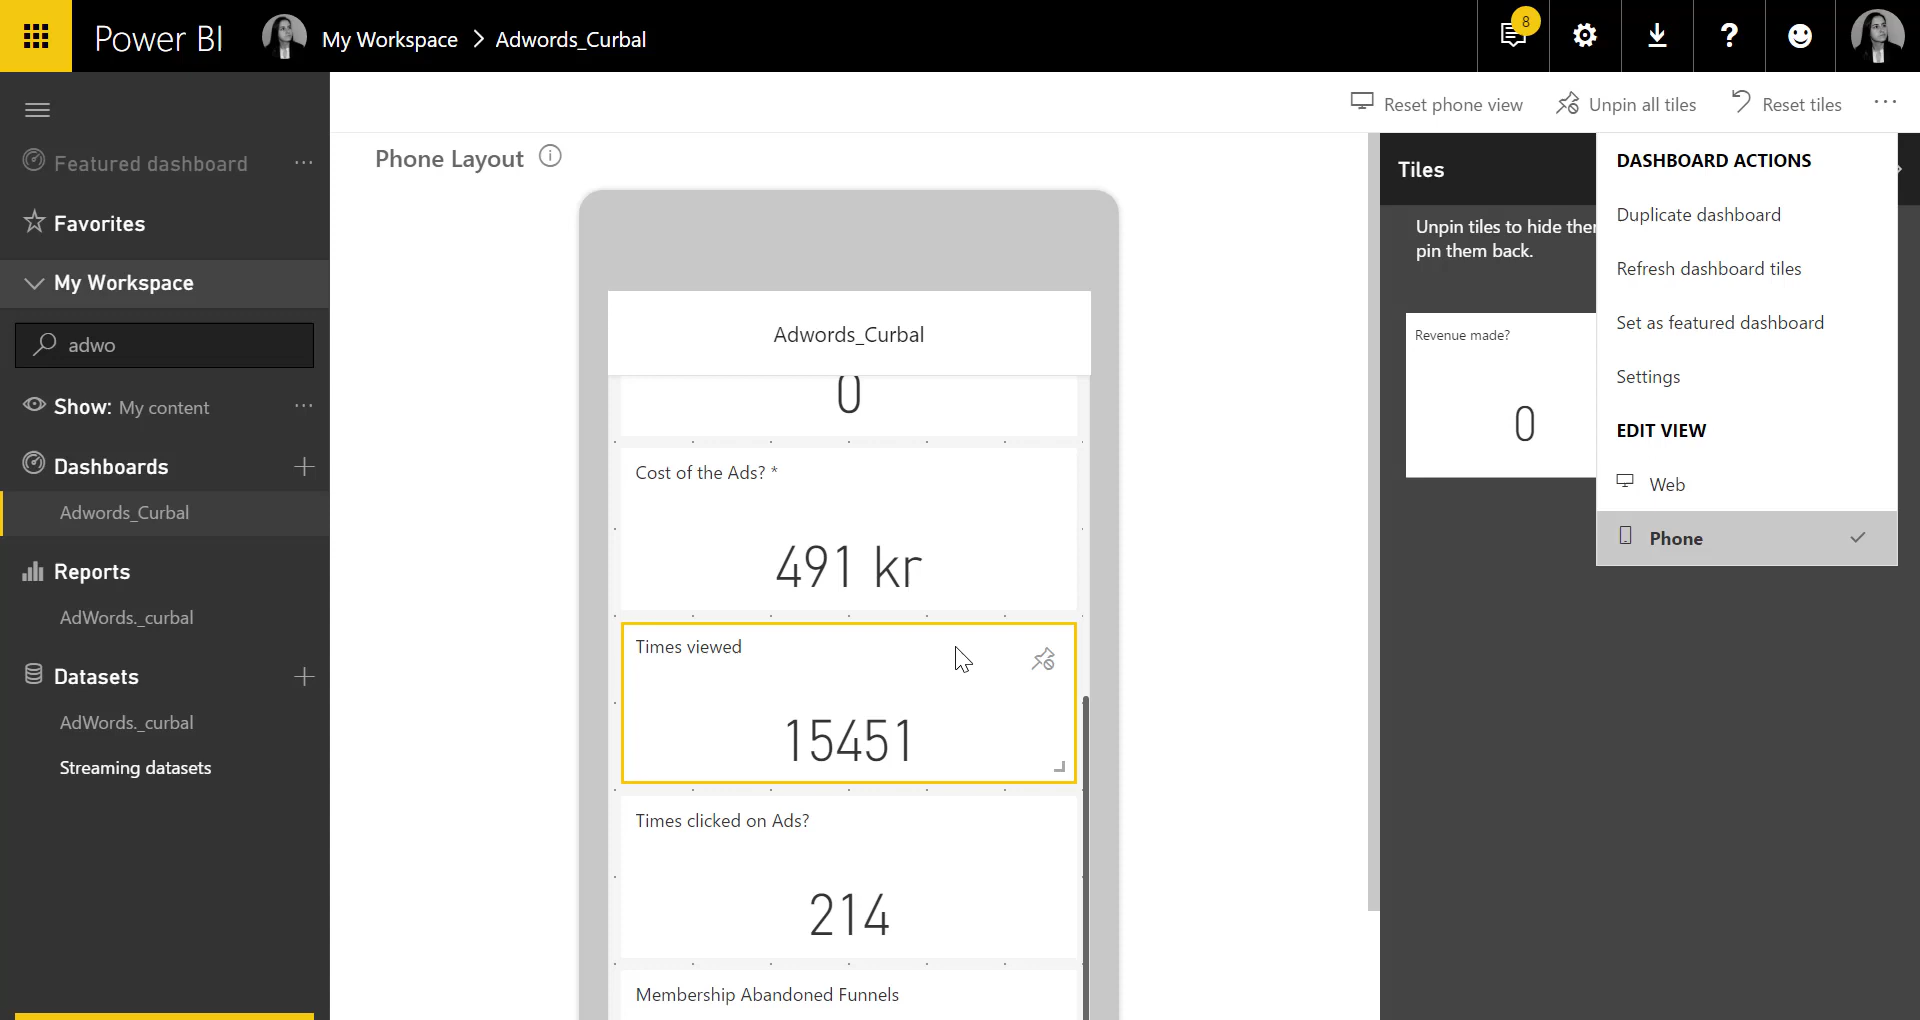 Power BI
My Workspace > Adwords_Curbal
8
?
Featured dashboard ...
Favorites
My Workspace
adwo
Show: My content ...
Dashboards +
Adwords_Curbal
Reports
AdWords._curbal
Datasets +
AdWords._curbal
Streaming datasets
Reset phone view
Unpin all tiles
Reset tiles
...
Phone Layout
Adwords_Curbal
0
Cost of the Ads? *
491 kr
Times viewed
15451
Times clicked on Ads?
214
Membership Abandoned Funnels
Tiles
Unpin tiles to hide
pin them back.
Revenue made?
0
DASHBOARD ACTIONS
Duplicate dashboard
Refresh dashboard tiles
Set as featured dashboard
Settings
EDIT VIEW
Web
Phone